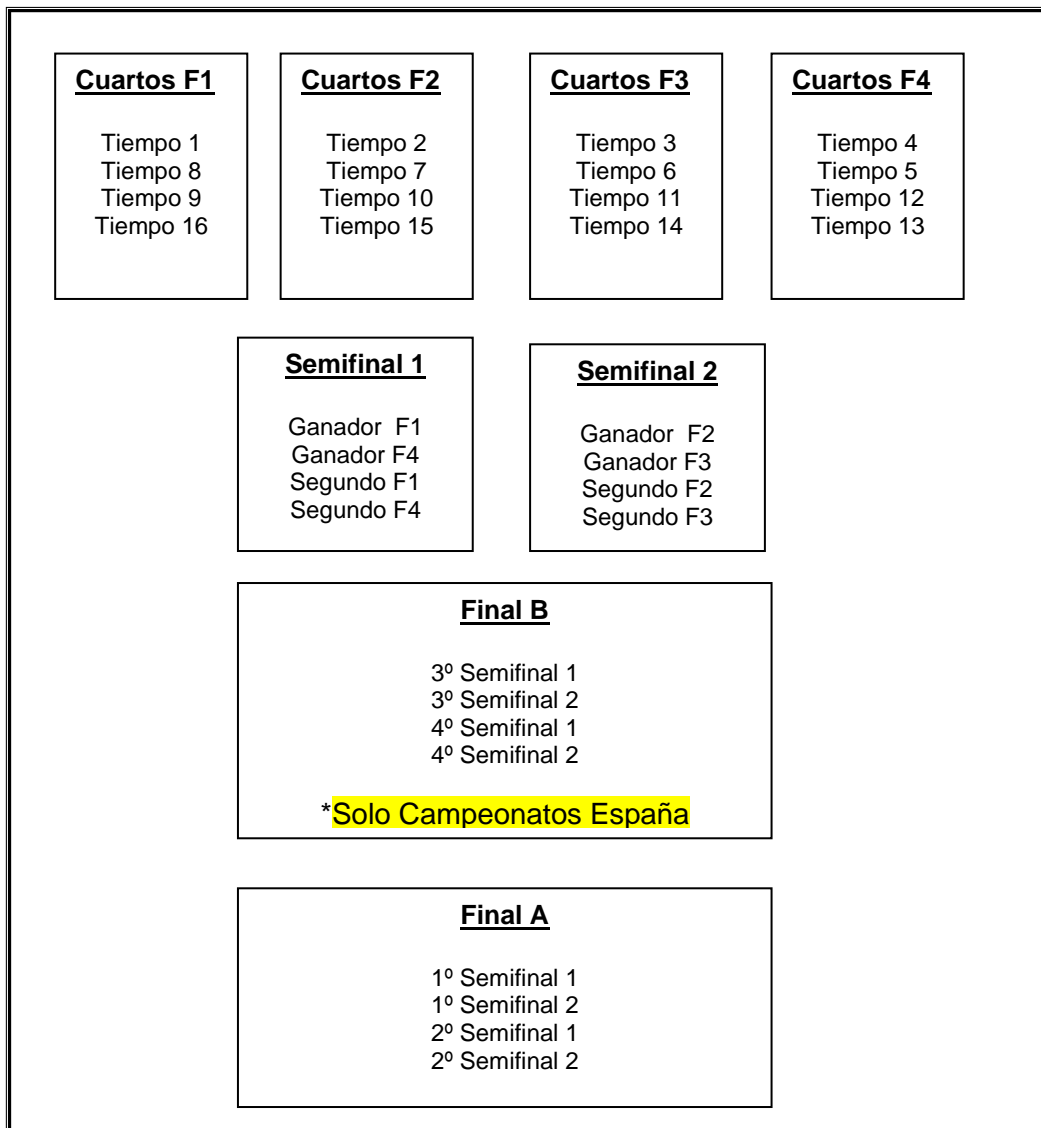 Cuartos F1
Tiempo 1
Tiempo 8
Tiempo 9
Tiempo 16
Cuartos F2
Tiempo 2
Tiempo 7
Tiempo 10
Tiempo 15
Cuartos F3
Tiempo 3
Tiempo 6
Tiempo 11
Tiempo 14
Cuartos F4
Tiempo 4
Tiempo 5
Tiempo 12
Tiempo 13
Semifinal 1
Ganador F1
Ganador F4
Segundo F1
Segundo F4
Semifinal 2
Ganador F2
Ganador F3
Segundo F2
Segundo F3
Final B
3º Semifinal 1
3º Semifinal 2
4º Semifinal 1
4º Semifinal 2
*Solo Campeonatos España
Final A
1º Semifinal 1
1º Semifinal 2
2º Semifinal 1
2º Semifinal 2